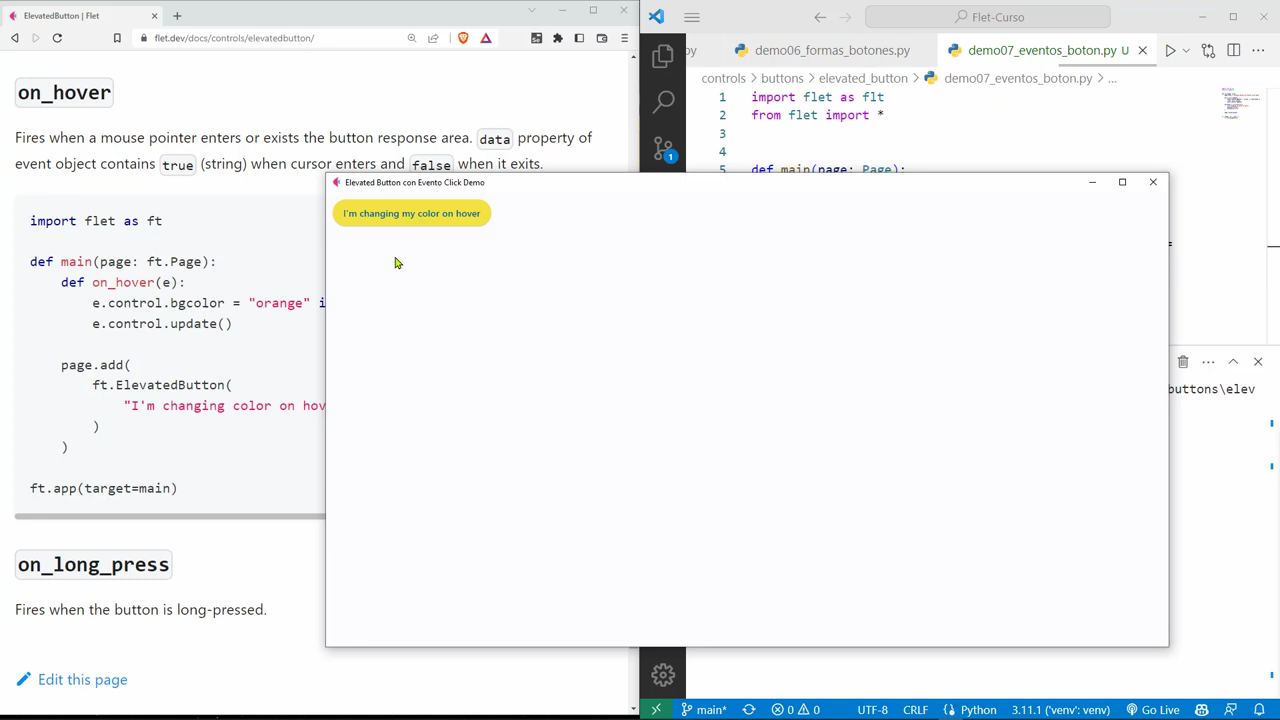 ElevatedButton | Flet
flet.dev/docs/controls/elevatedbutton/
on_hover
Fires when a mouse pointer enters or exists the button response area. data property of
event object contains true (string) when cursor enters and false when it exits.
import flet as ft
def main(page: ft.Page):
def on_hover(e):
e.control.bgcolor = "orange" i
e.control.update()
page.add(
ft.ElevatedButton(
"I'm changing color on hov
)
)
ft.app(target=main)
on_long_press
Fires when the button is long-pressed.
Edit this page
Elevated Button con Evento Click Demo
I'm changing my color on hover
Flet-Curso
py
demo06_formas_botones.py
demo07_eventos_boton.py U
controls > buttons > elevated_button > demo07_eventos_boton.py > ...
1 import flet as flt
2 from flet import *
3
4
5 def main(page: Page):
1
buttons\elev
main* 0 0 UTF-8 CRLF Python 3.11.1 ('venv': venv) Go Live